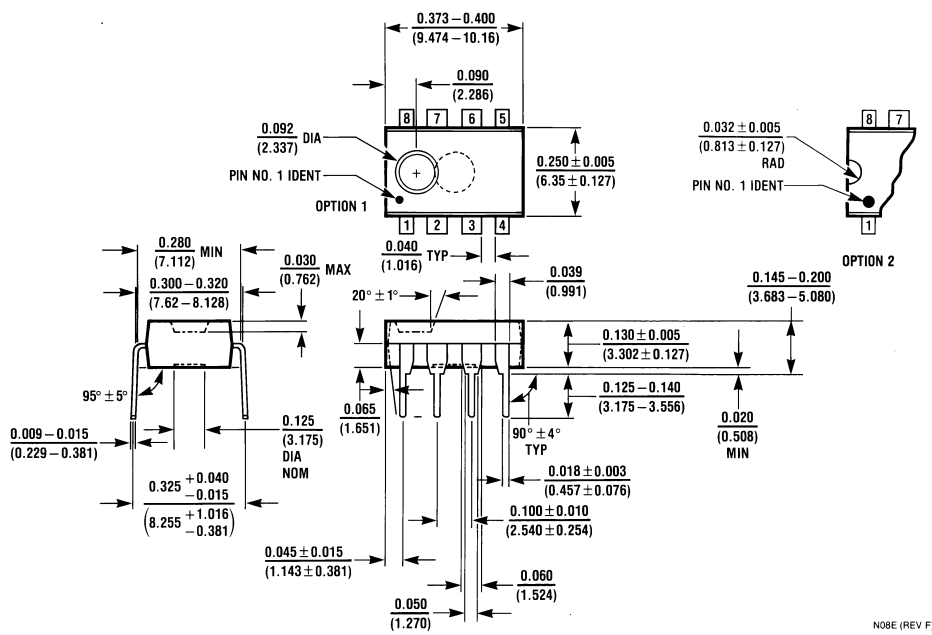 0.373 – 0.400
(9.474 – 10.16)
0.090
(2.286)
8 7 6 5
0.092 DIA
(2.337)
PIN NO. 1 IDENT
OPTION 1
1 2 3 4
0.250 ± 0.005
(6.35 ± 0.127)
0.032 ± 0.005
(0.813 ± 0.127)
RAD
PIN NO. 1 IDENT
8 7
1
OPTION 2
0.280 MIN
(7.112)
0.300 – 0.320
(7.62 – 8.128)
0.030 MAX
(0.762)
0.040 TYP
(1.016)
20° ± 1°
0.039
(0.991)
0.145 – 0.200
(3.683 – 5.080)
0.130 ± 0.005
(3.302 ± 0.127)
95° ± 5°
0.009 – 0.015
(0.229 – 0.381)
0.125
(3.175)
DIA
NOM
0.065
(1.651)
0.125 – 0.140
(3.175 – 3.556)
0.020
(0.508)
MIN
90° ± 4°
TYP
0.018 ± 0.003
(0.457 ± 0.076)
0.325 +0.040
–0.015
(8.255 +1.016
–0.381)
0.100 ± 0.010
(2.540 ± 0.254)
0.045 ± 0.015
(1.143 ± 0.381)
0.060
(1.524)
0.050
(1.270)
N08E (REV F